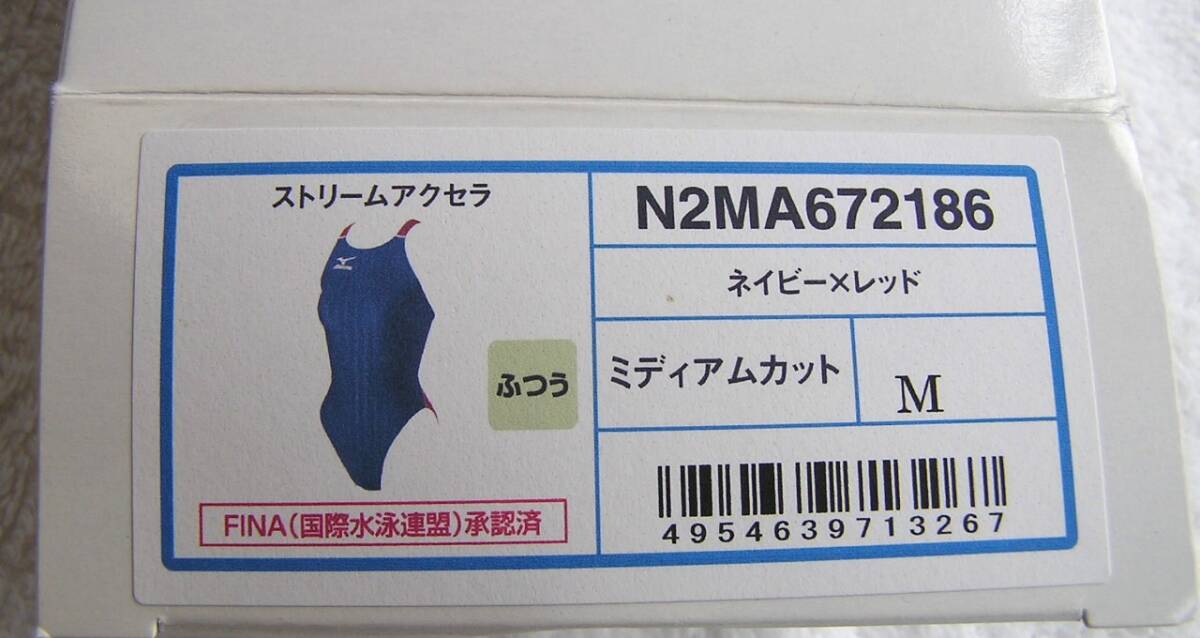 ストリームアクセラ
ふつう
FINA(国際水泳連盟)承認済
N2MA672186
ネイビー×レッド
ミディアムカット
M
4954639713267